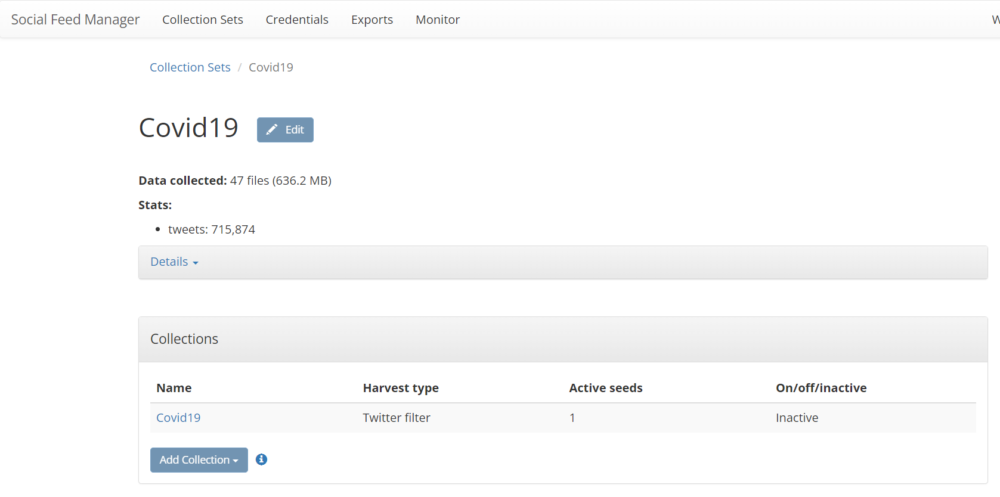 Social Feed Manager Collection Sets Credentials Exports Monitor
Collection Sets / Covid19
Covid19 Edit
Data collected: 47 files (636.2 MB)
Stats:
• tweets: 715,874
Details
Collections
Name Harvest type Active seeds On/off/inactive
Covid19 Twitter filter 1 Inactive
Add Collection